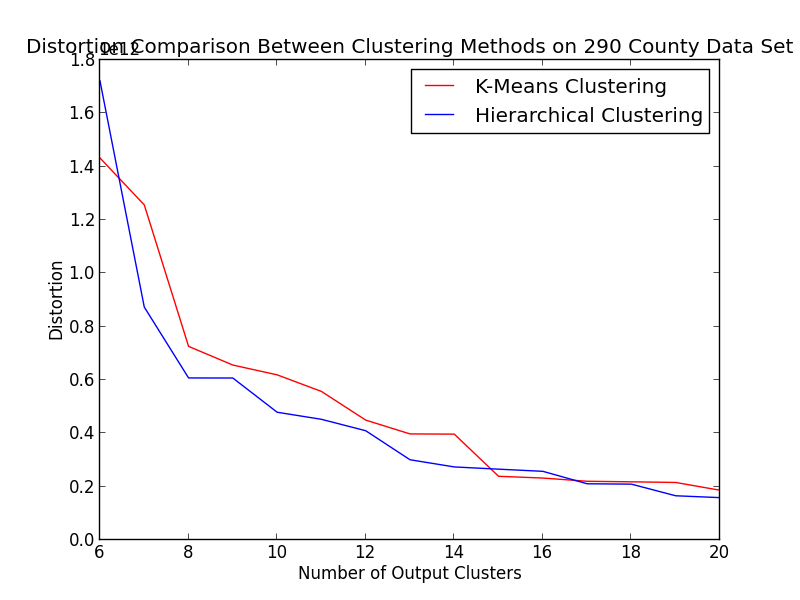 Distortion Comparison Between Clustering Methods on 290 County Data Set
1e12
K-Means Clustering
Hierarchical Clustering
1.8
1.6
1.4
1.2
1.0
0.8
0.6
0.4
0.2
0.0
Distortion
6 8 10 12 14 16 18 20
Number of Output Clusters